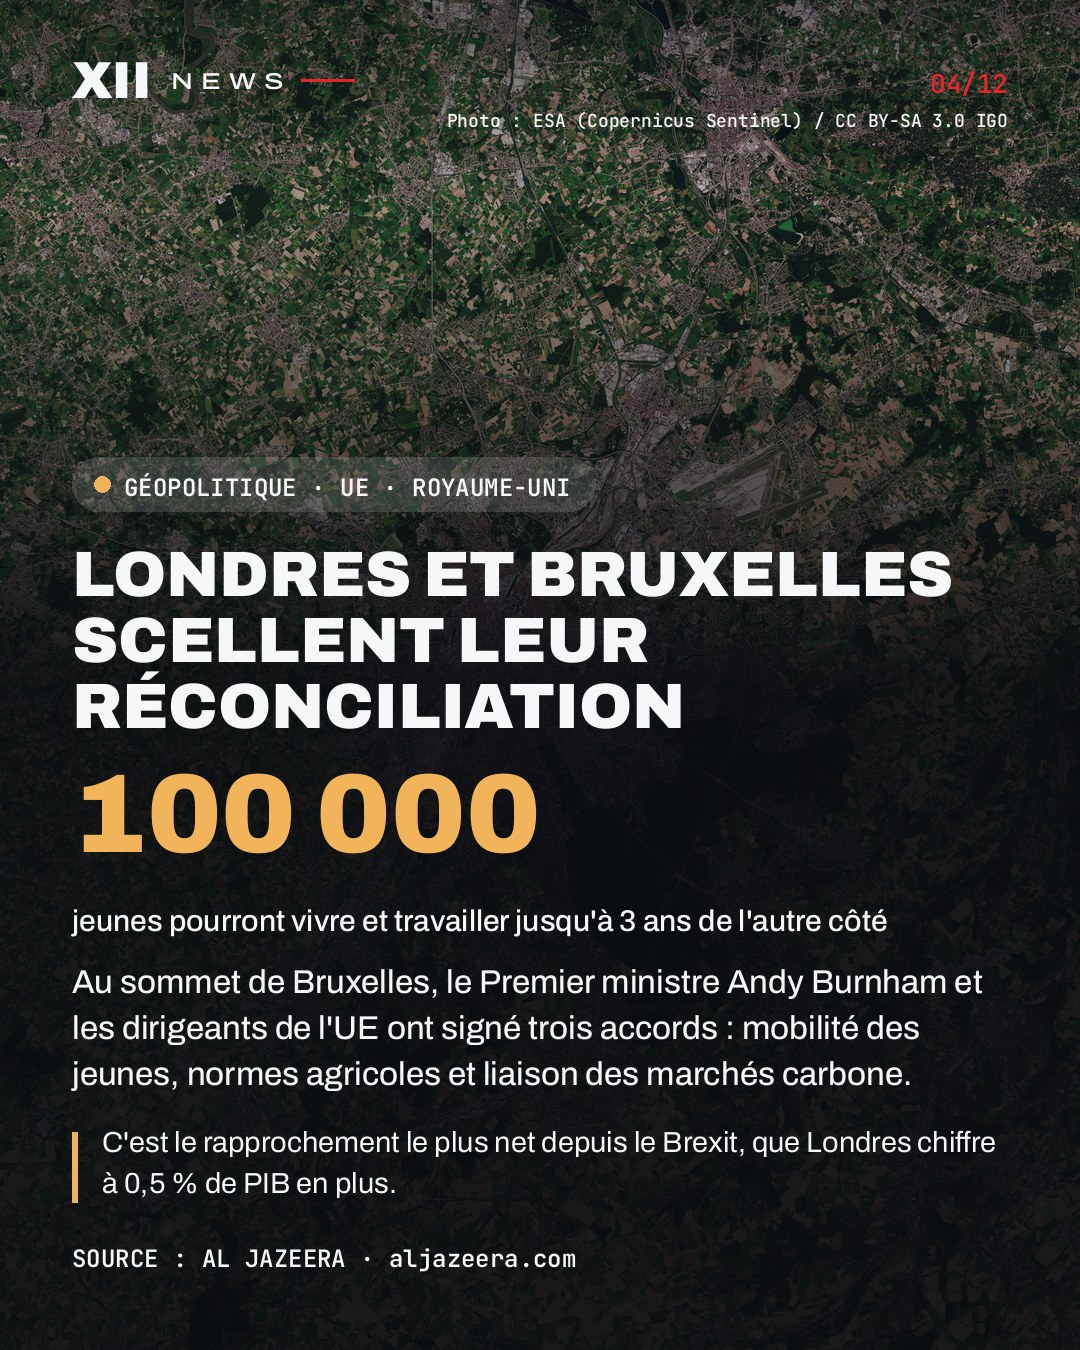 XII NEWS
04/12
Photo : ESA (Copernicus Sentinel) / CC BY-SA 3.0 IGO
GÉOPOLITIQUE · UE · ROYAUME-UNI
LONDRES ET BRUXELLES
SCELLENT LEUR
RÉCONCILIATION
100 000
jeunes pourront vivre et travailler jusqu'à 3 ans de l'autre côté
Au sommet de Bruxelles, le Premier ministre Andy Burnham et
les dirigeants de l'UE ont signé trois accords : mobilité des
jeunes, normes agricoles et liaison des marchés carbone.
C'est le rapprochement le plus net depuis le Brexit, que Londres chiffre
à 0,5 % de PIB en plus.
SOURCE : AL JAZEERA · aljazeera.com